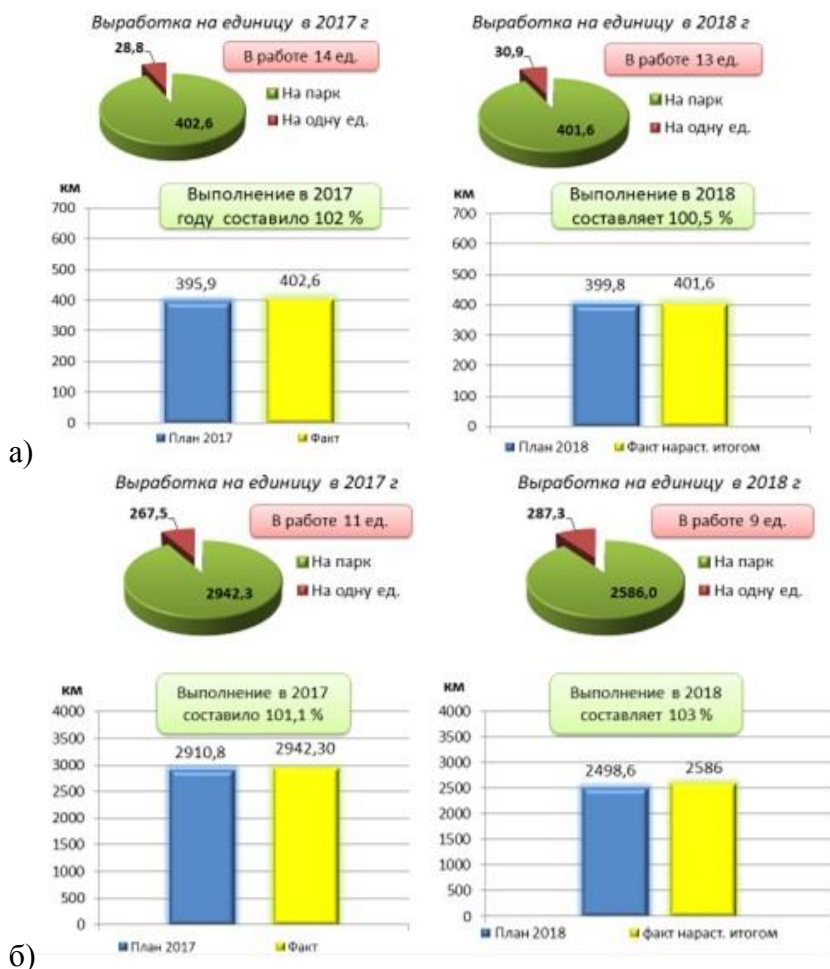 Выработка на единицу в 2017 г
28,8
В работе 14 ед.
На парк
На одну ед.
402,6
Выработка на единицу в 2018 г
30,9
В работе 13 ед.
На парк
На одну ед.
401,6
км
Выполнение в 2017
году составило 102 %
700
600
500
400
300
200
100
0
395,9
402,6
План 2017
Факт
км
Выполнение в 2018
составляет 100,5 %
700
600
500
400
300
200
100
0
399,8
401,6
План 2018
Факт нараст. итогом
а)
Выработка на единицу в 2017 г
267,5
В работе 11 ед.
На парк
На одну ед.
2942,3
Выработка на единицу в 2018 г
287,3
В работе 9 ед.
На парк
На одну ед.
2586,0
км
Выполнение в 2017
составило 101,1 %
4000
3500
3000
2500
2000
1500
1000
500
0
2910,8
2942,30
План 2017
Факт
км
Выполнение в 2018
составляет 103 %
4000
3500
3000
2500
2000
1500
1000
500
0
2498,6
2586
План 2018
факт нараст. итогом
б)